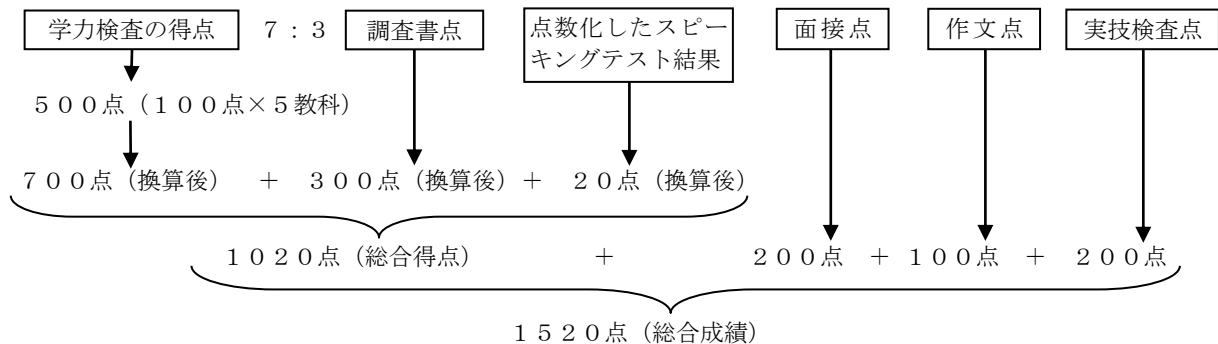 学力検査の得点 ７：３ 調査書点 点数化したスピーキングテスト結果 面接点 作文点 実技検査点
５００点（１００点×５教科）
７００点（換算後） ＋ ３００点（換算後）＋ ２０点（換算後）
１０２０点（総合得点） ＋ ２００点 ＋ １００点 ＋ ２００点
１５２０点（総合成績）